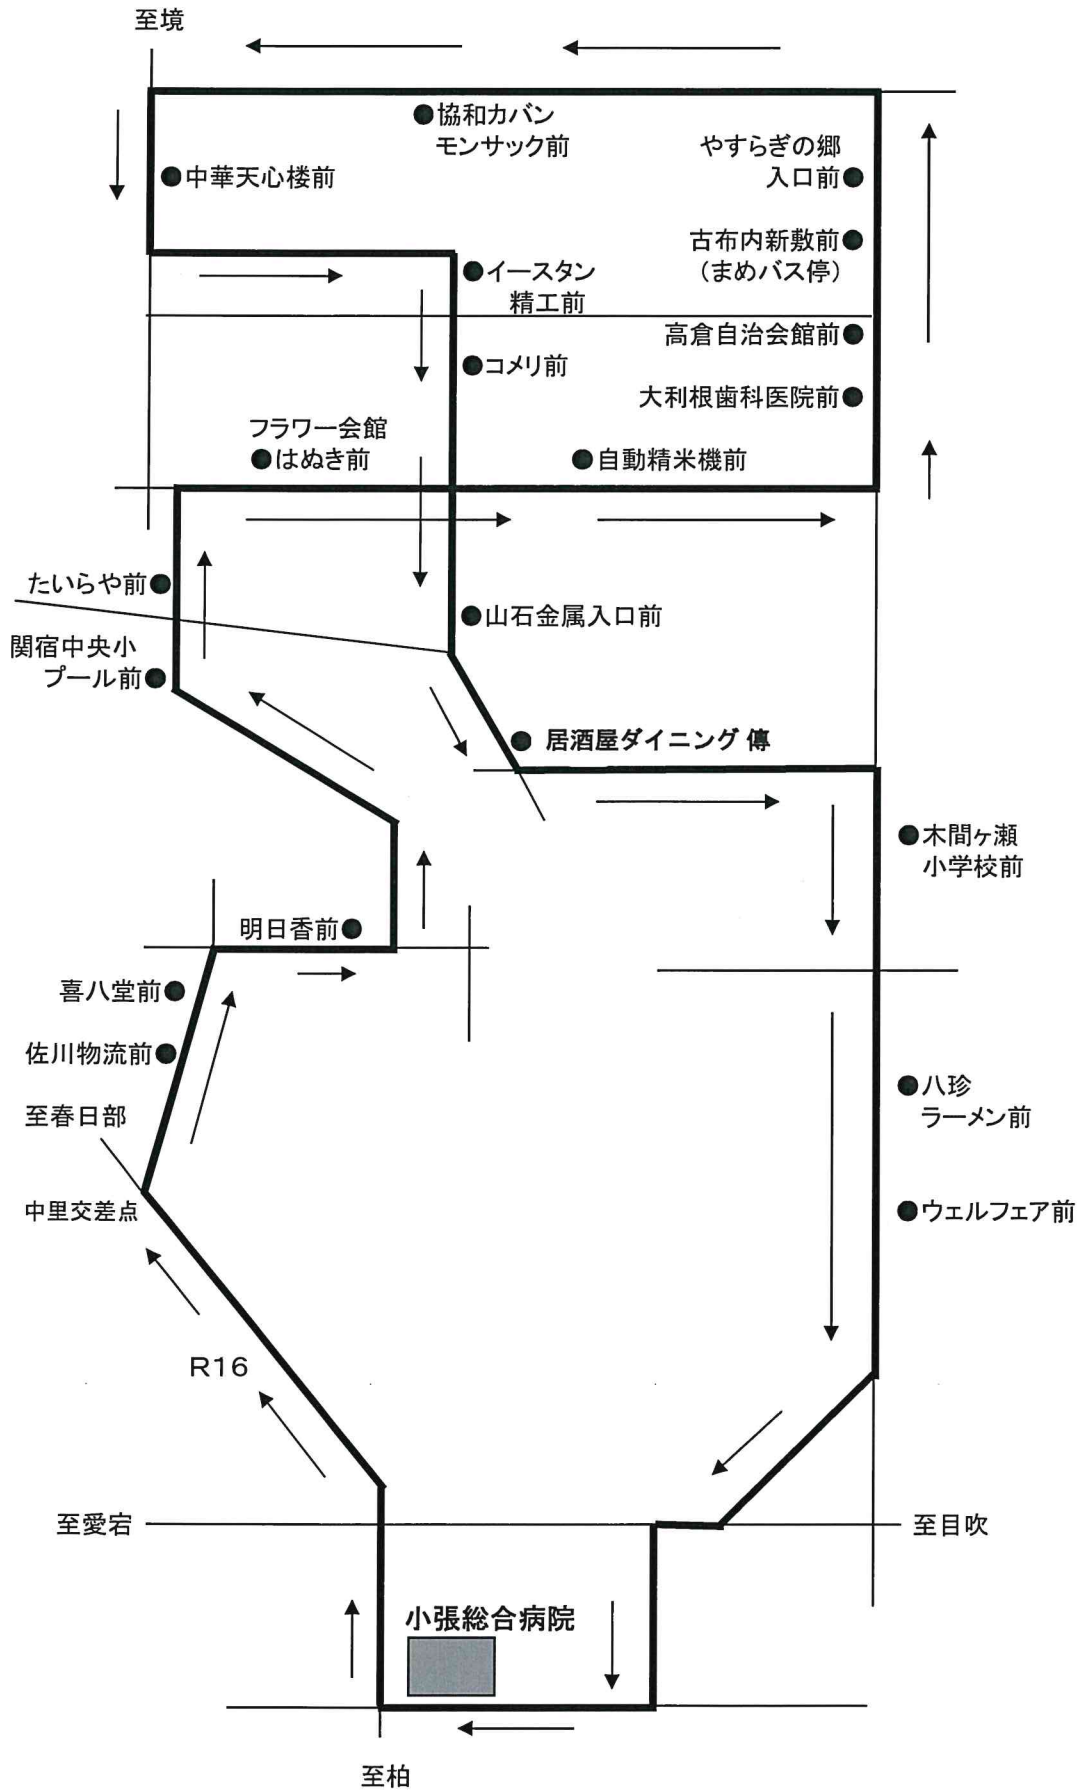 至境
●協和カバン
モンサック前
やすらぎの郷
入口前●
●中華天心楼前
古布内新敷前●
(まめバス停)
●イースタン
精工前
高倉自治会館前●
●コメリ前
大利根歯科医院前●
フラワー会館
●はぬき前
●自動精米機前
たいらや前●
●山石金属入口前
関宿中央小
プール前●
●居酒屋ダイニング 傳
●木間ヶ瀬
小学校前
明日香前●
喜八堂前●
佐川物流前●
●八珍
ラーメン前
至春日部
中里交差点
●ウェルフェア前
R16
至愛宕
至目吹
小張総合病院
至柏